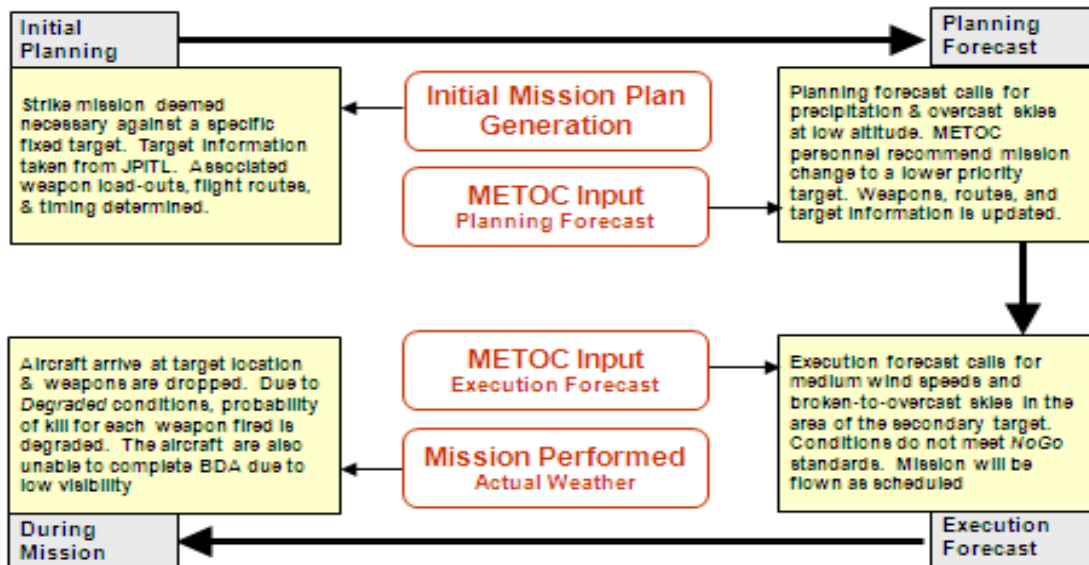 Initial
Planning
Strike mission deemed
necessary against a specific
fixed target. Target information
taken from JPITL. Associated
weapon load-outs, flight routes,
& timing determined.
Initial Mission Plan
Generation
METOC Input
Planning Forecast
Planning
Forecast
Planning forecast calls for
precipitation & overcast skies
at low altitude. METOC
personnel recommend mission
change to a lower priority
target. Weapons, routes, and
target information is updated.
METOC Input
Execution Forecast
Execution forecast calls for
medium wind speeds and
broken-to-overcast skies in the
area of the secondary target.
Conditions do not meet NoGo
standards. Mission will be
flown as scheduled
Execution
Forecast
Mission Performed
Actual Weather
Aircraft arrive at target location
& weapons are dropped. Due to
Degraded conditions, probability
of kill for each weapon fired is
degraded. The aircraft are also
unable to complete BDA due to
low visibility
During
Mission